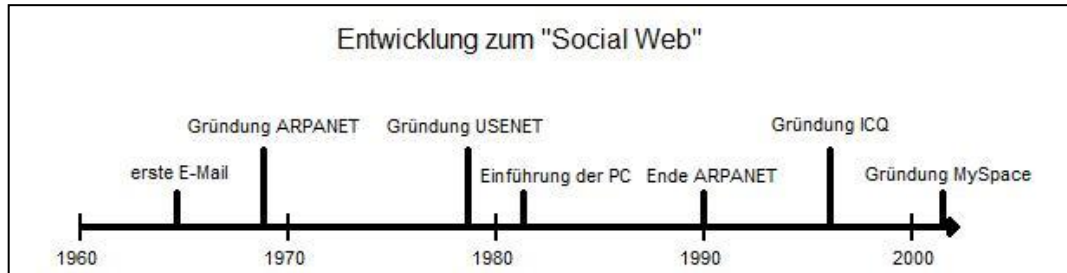 Entwicklung zum "Social Web"
Gründung ICQ
Gründung ARPANET
Gründung USENET
erste E-Mail
Einführung der PC
Ende ARPANET
Gründung MySpace
1960
1970
1980
1990
2000